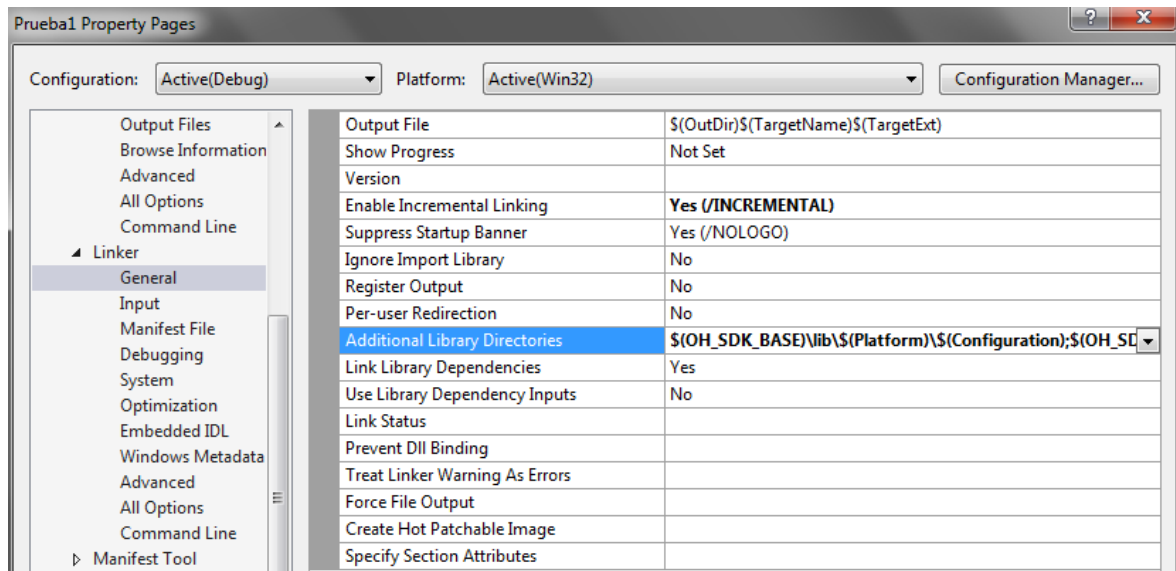 Prueba1 Property Pages
Configuration: Active(Debug) Platform: Active(Win32) Configuration Manager...
Output Files
Browse Information
Advanced
All Options
Command Line
Linker
General
Input
Manifest File
Debugging
System
Optimization
Embedded IDL
Windows Metadata
Advanced
All Options
Command Line
Manifest Tool
Output File $(OutDir)$(TargetName)$(TargetExt)
Show Progress Not Set
Version
Enable Incremental Linking Yes (/INCREMENTAL)
Suppress Startup Banner Yes (/NOLOGO)
Ignore Import Library No
Register Output No
Per-user Redirection No
Additional Library Directories $(OH_SDK_BASE)\lib\$(Platform)\$(Configuration);$(OH_SD
Link Library Dependencies Yes
Use Library Dependency Inputs No
Link Status
Prevent Dll Binding
Treat Linker Warning As Errors
Force File Output
Create Hot Patchable Image
Specify Section Attributes